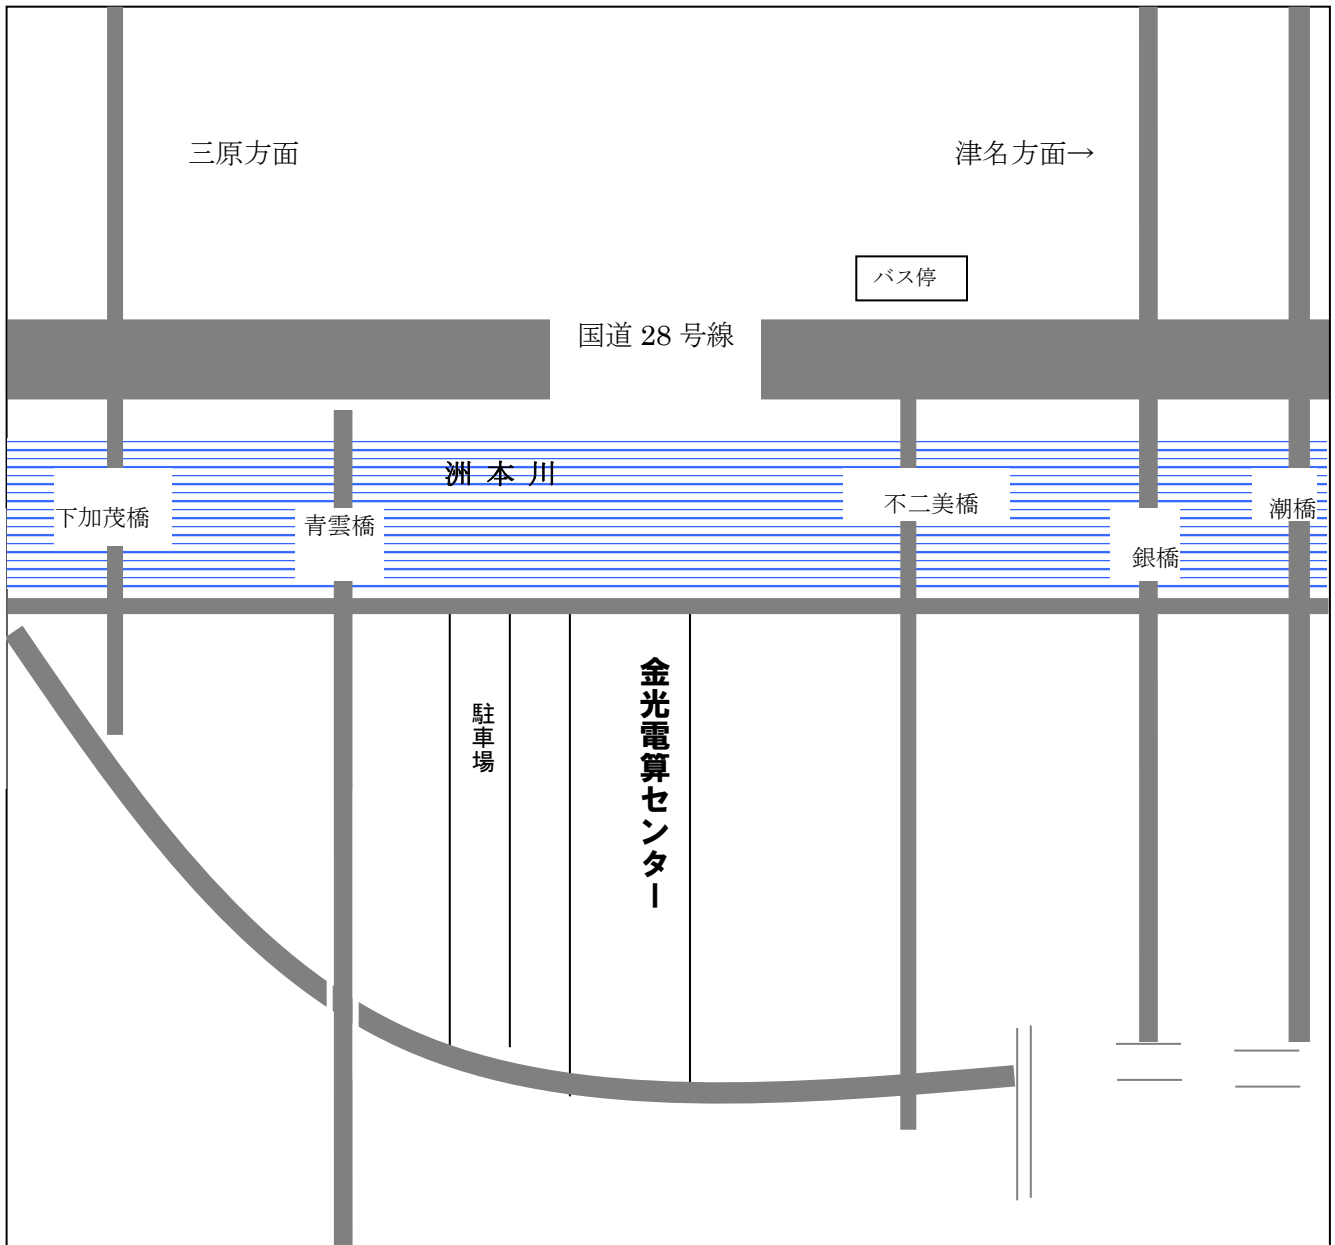 三原方面
津名方面→
バス停
国道 28 号線
洲 本 川
下加茂橋
青雲橋
不二美橋
銀橋
潮橋
駐車場
金光電算センター